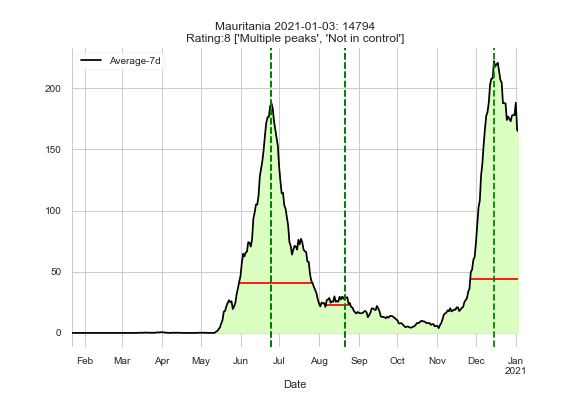 Mauritania 2021-01-03: 14794
Rating:8 ['Multiple peaks', 'Not in control']
Average-7d
200
150
100
50
0
Feb Mar Apr May Jun Jul Aug Sep Oct Nov Dec Jan
2021
Date